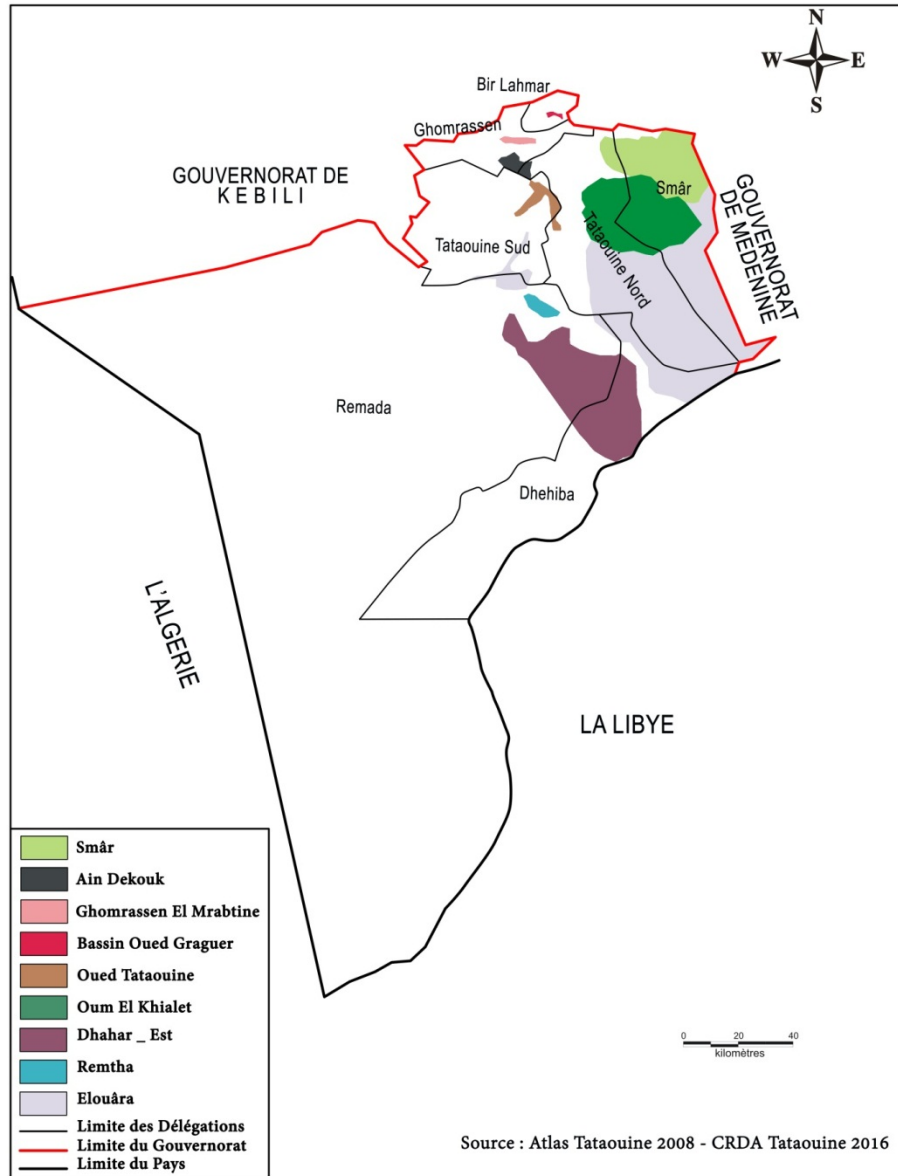 N
W E
S
Bir Lahmar
Ghomrassen
GOUVERNORAT DE
KEBILI
Smâr
GOUVERNORAT
DE MEDENINE
Tataouine Sud
Tataouine Nord
Remada
Dhehiba
L'ALGERIE
LA LIBYE
Smâr
Ain Dekouk
Ghomrassen El Mrabtine
Bassin Oued Graguer
Oued Tataouine
Oum El Khialet
Dhahar _ Est
Remtha
Elouâra
Limite des Délégations
Limite du Gouvernorat
Limite du Pays
0 20 40
kilomètres
Source : Atlas Tataouine 2008 - CRDA Tataouine 2016